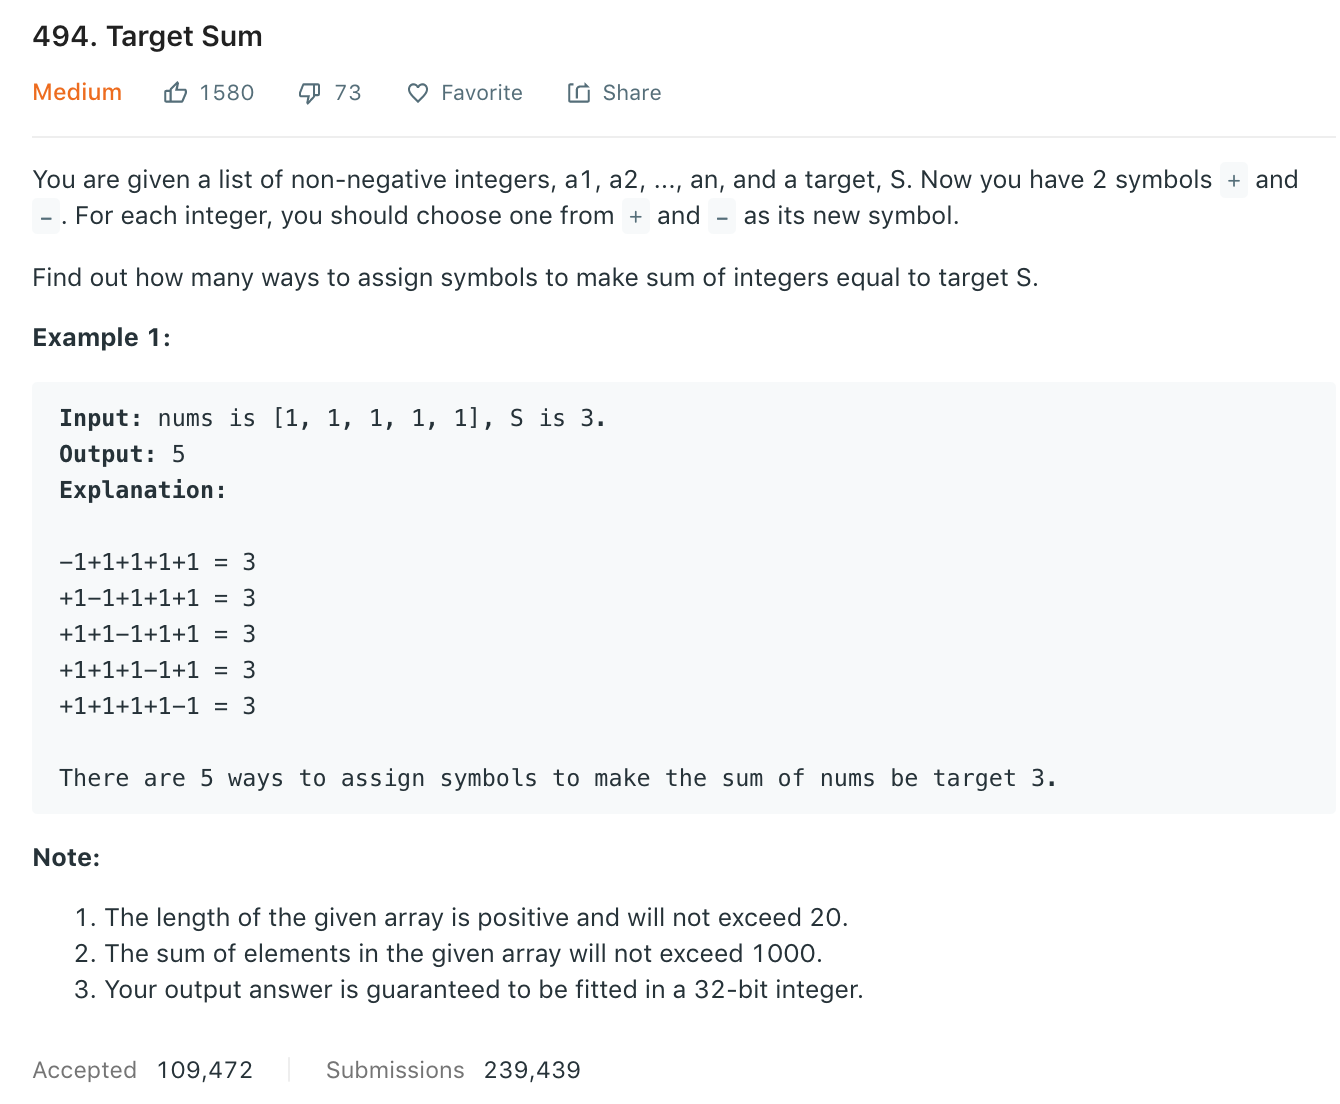 494. Target Sum
Medium 1580 73 Favorite Share
You are given a list of non-negative integers, a1, a2, ..., an, and a target, S. Now you have 2 symbols + and
- . For each integer, you should choose one from + and - as its new symbol.
Find out how many ways to assign symbols to make sum of integers equal to target S.
Example 1:
Input: nums is [1, 1, 1, 1, 1], S is 3.
Output: 5
Explanation:
-1+1+1+1+1 = 3
+1-1+1+1+1 = 3
+1+1-1+1+1 = 3
+1+1+1-1+1 = 3
+1+1+1+1-1 = 3
There are 5 ways to assign symbols to make the sum of nums be target 3.
Note:
1. The length of the given array is positive and will not exceed 20.
2. The sum of elements in the given array will not exceed 1000.
3. Your output answer is guaranteed to be fitted in a 32-bit integer.
Accepted 109,472 Submissions 239,439